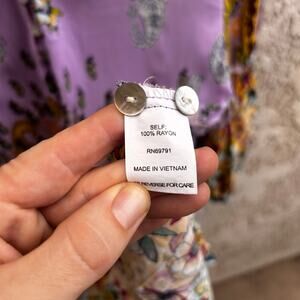 SELF:
100% RAYON
RN69791
MADE IN VIETNAM
REVERSE FOR CARE